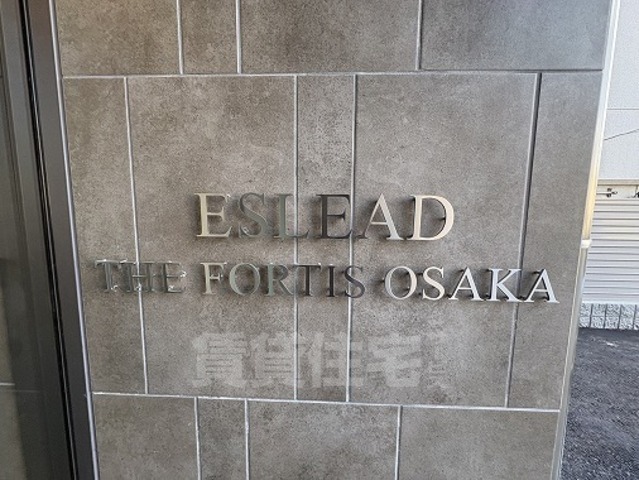 ESLEAD
THE FORTIS OSAKA
賃貸住宅